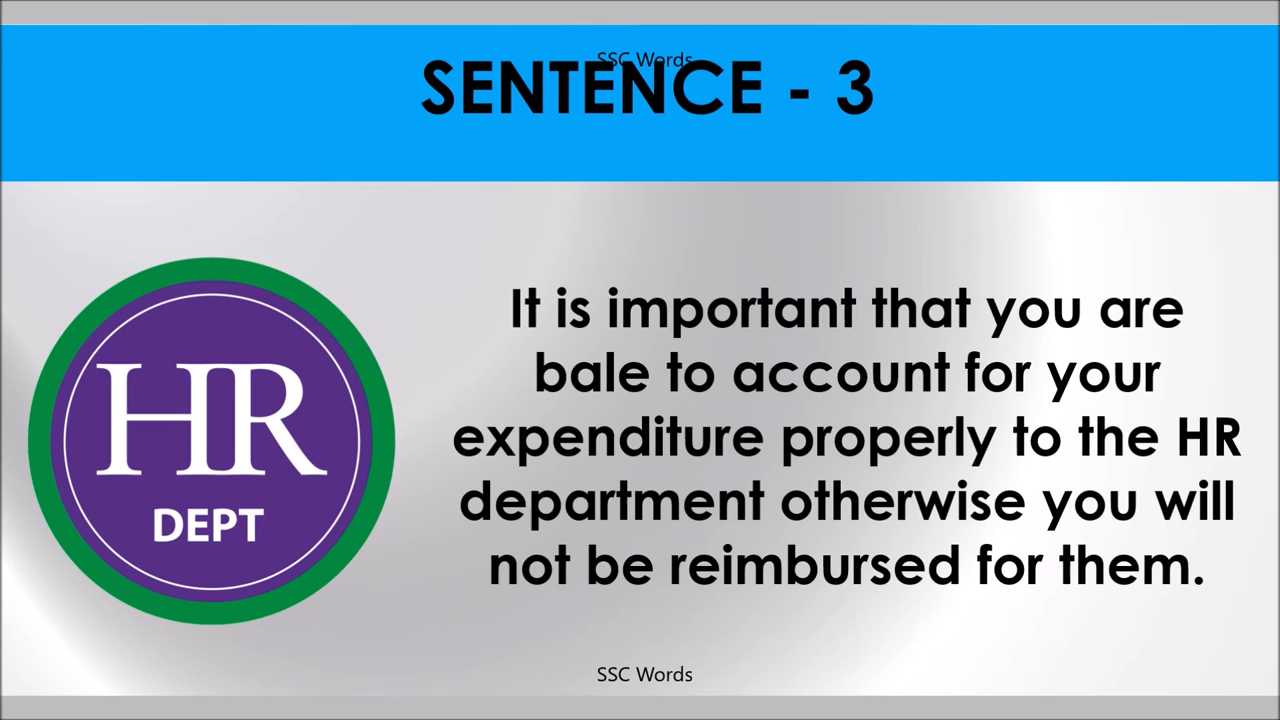 SSC Words
SENTENCE - 3
HR
DEPT
It is important that you are
bale to account for your
expenditure properly to the HR
department otherwise you will
not be reimbursed for them.
SSC Words